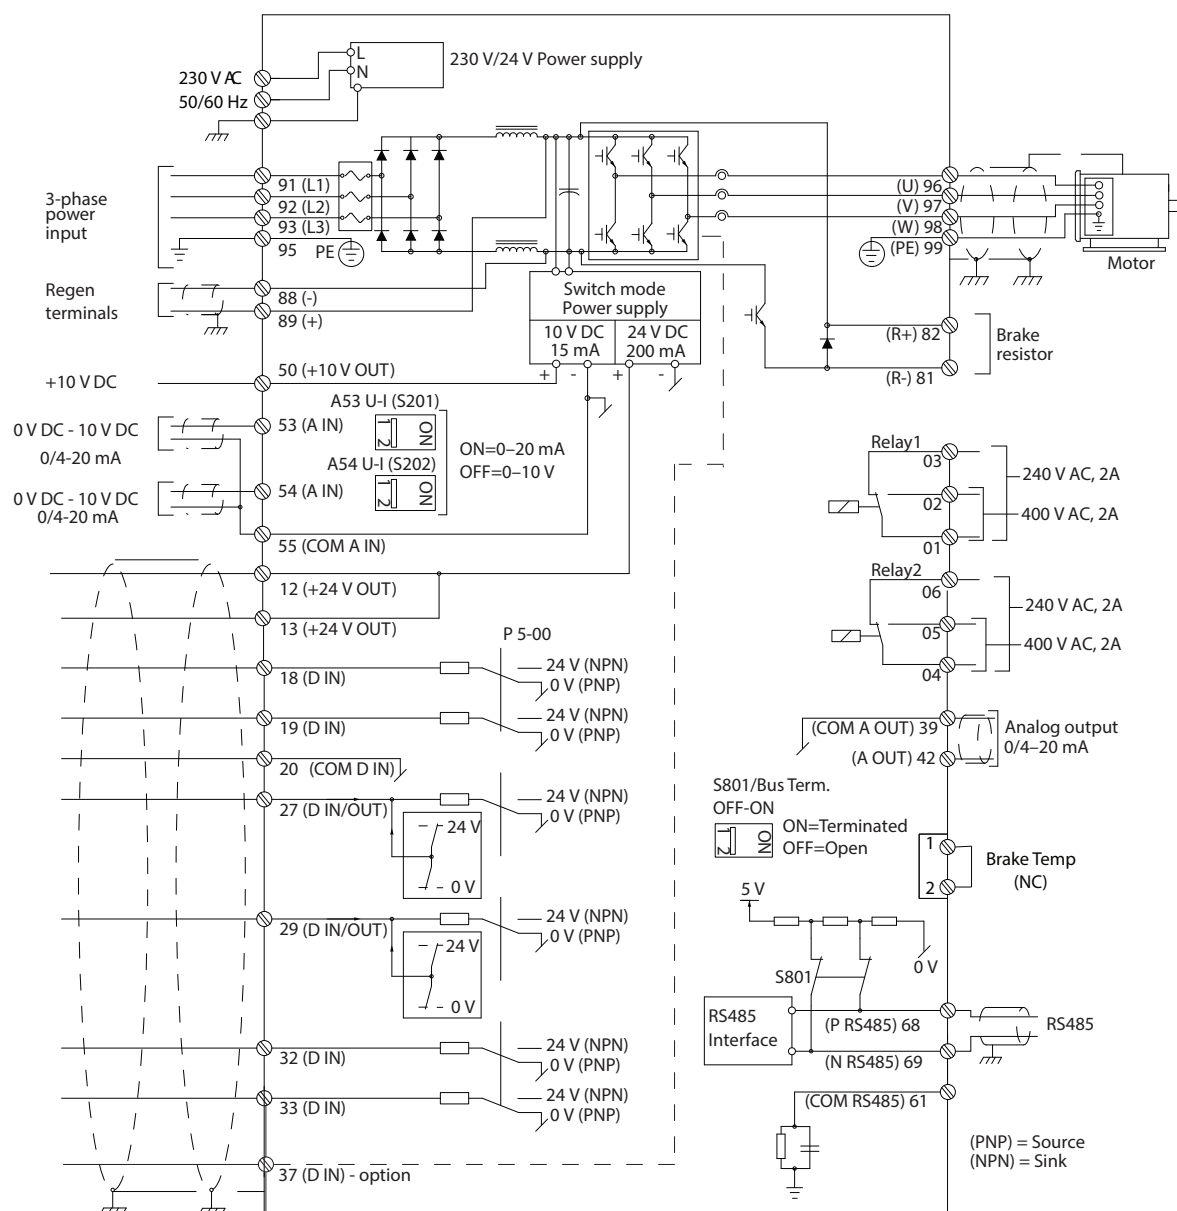 230 V AC
50/60 Hz
L
N
230 V/24 V Power supply
3-phase
power
input
91 (L1)
92 (L2)
93 (L3)
95
PE
(U) 96
(V) 97
(W) 98
(PE) 99
Motor
Regen
terminals
88 (-)
89 (+)
Switch mode
Power supply
10 V DC
15 mA
24 V DC
200 mA
+
-
+
-
(R+) 82
(R-) 81
Brake
resistor
+10 V DC
50 (+10 V OUT)
0 V DC - 10 V DC
0/4-20 mA
53 (A IN)
A53 U-I (S201)
1
2
ON
0 V DC - 10 V DC
0/4-20 mA
54 (A IN)
A54 U-I (S202)
1
2
ON
ON=0–20 mA
OFF=0–10 V
55 (COM A IN)
12 (+24 V OUT)
13 (+24 V OUT)
P 5-00
18 (D IN)
24 V (NPN)
0 V (PNP)
19 (D IN)
24 V (NPN)
0 V (PNP)
20 (COM D IN)
27 (D IN/OUT)
24 V (NPN)
0 V (PNP)
24 V
0 V
29 (D IN/OUT)
24 V (NPN)
0 V (PNP)
24 V
0 V
32 (D IN)
24 V (NPN)
0 V (PNP)
33 (D IN)
24 V (NPN)
0 V (PNP)
37 (D IN) - option
Relay1
03
02
01
240 V AC, 2A
400 V AC, 2A
Relay2
06
05
04
240 V AC, 2A
400 V AC, 2A
(COM A OUT) 39
(A OUT) 42
Analog output
0/4–20 mA
S801/Bus Term.
OFF-ON
1
2
ON
ON=Terminated
OFF=Open
1
2
Brake Temp
(NC)
5 V
0 V
S801
RS485
Interface
(P RS485) 68
(N RS485) 69
RS485
(COM RS485) 61
(PNP) = Source
(NPN) = Sink